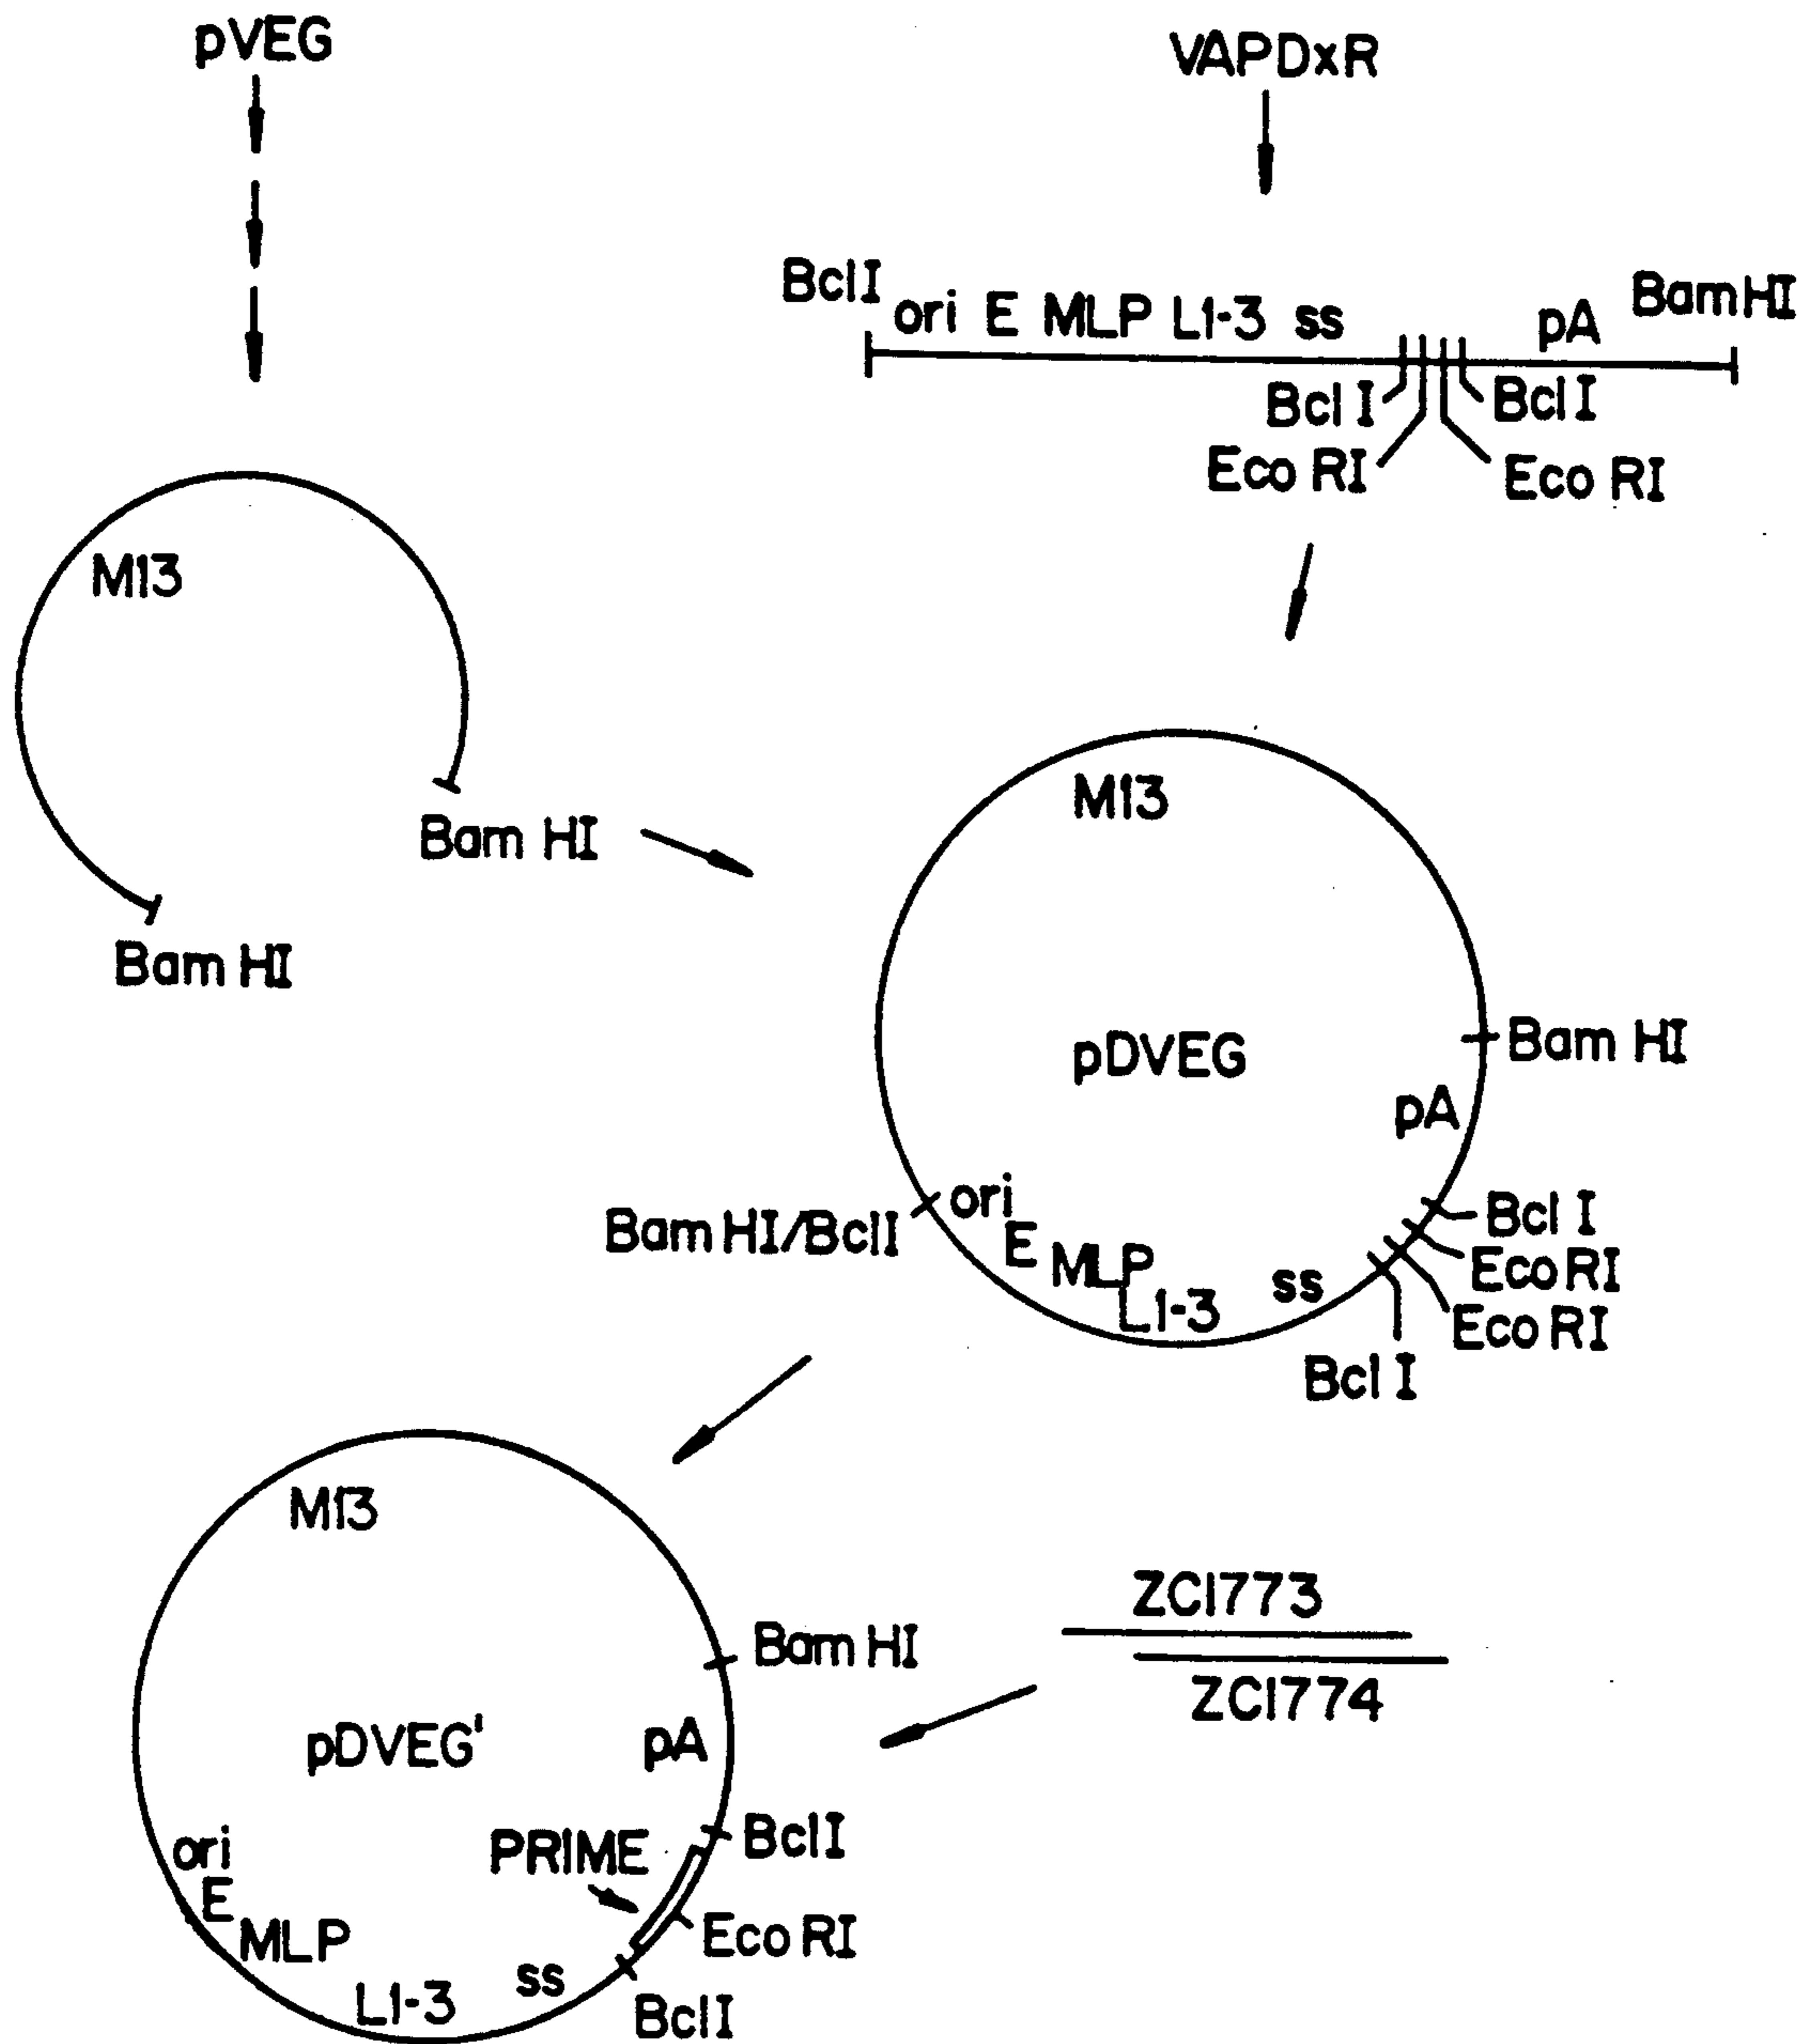 pVEG
VAPDxR
BclI ori E MLP L1-3 ss pA BamHI
Bcl I Bcl I
Eco RI Eco RI
M13
Bam HI
Bam HI
M13
pDVEG
Bam HI
pA
Bam HI/BclI
ori
E
MLP
L1-3
ss
Bcl I
Eco RI
Eco RI
Bcl I
M13
Bam HI
pDVEG'
pA
ZC1773
ZC1774
PRIME
BclI
ori
E
MLP
L1-3
ss
Eco RI
BclI